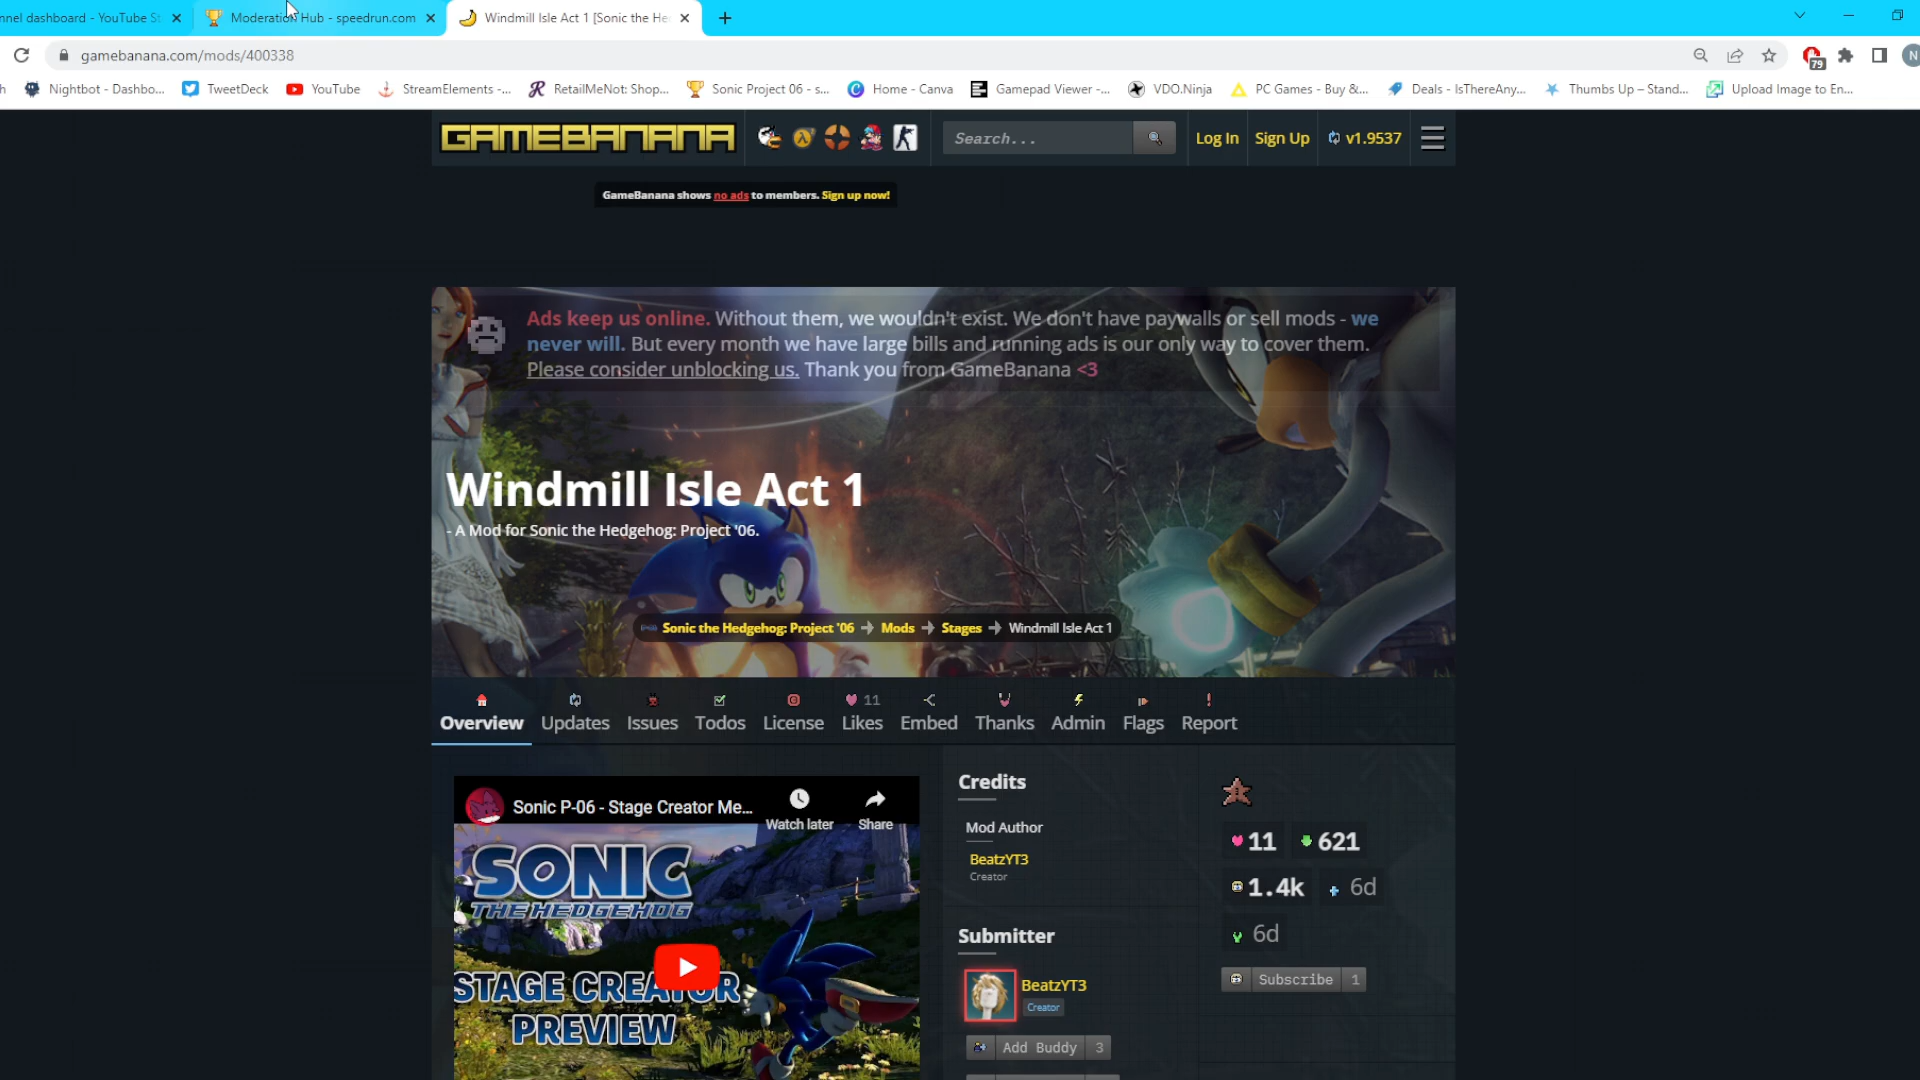 nnel dashboard - YouTube St
Moderation Hub - speedrun.com
Windmill Isle Act 1 [Sonic the He
gamebanana.com/mods/400338
79
N
h
Nightbot - Dashbo...
TweetDeck
YouTube
StreamElements -...
RetailMeNot: Shop...
Sonic Project 06 - s...
Home - Canva
Gamepad Viewer -...
VDO.Ninja
PC Games - Buy &...
Deals - IsThereAny...
Thumbs Up – Stand...
Upload Image to En...
GAMEBANANA
Search...
Log In
Sign Up
v1.9537
GameBanana shows no ads to members. Sign up now!
Ads keep us online. Without them, we wouldn't exist. We don't have paywalls or sell mods - we
never will. But every month we have large bills and running ads is our only way to cover them.
Please consider unblocking us. Thank you from GameBanana <3
Windmill Isle Act 1
- A Mod for Sonic the Hedgehog: Project '06.
Sonic the Hedgehog: Project '06 → Mods → Stages → Windmill Isle Act 1
11
Overview Updates Issues Todos License Likes Embed Thanks Admin Flags Report
Sonic P-06 - Stage Creator Me...
Watch later
Share
SONIC
THE HEDGEHOG
STAGE CREATOR
PREVIEW
Credits
Mod Author
BeatzYT3
Creator
Submitter
BeatzYT3
Creator
Add Buddy 3
11
621
1.4k
6d
6d
Subscribe 1